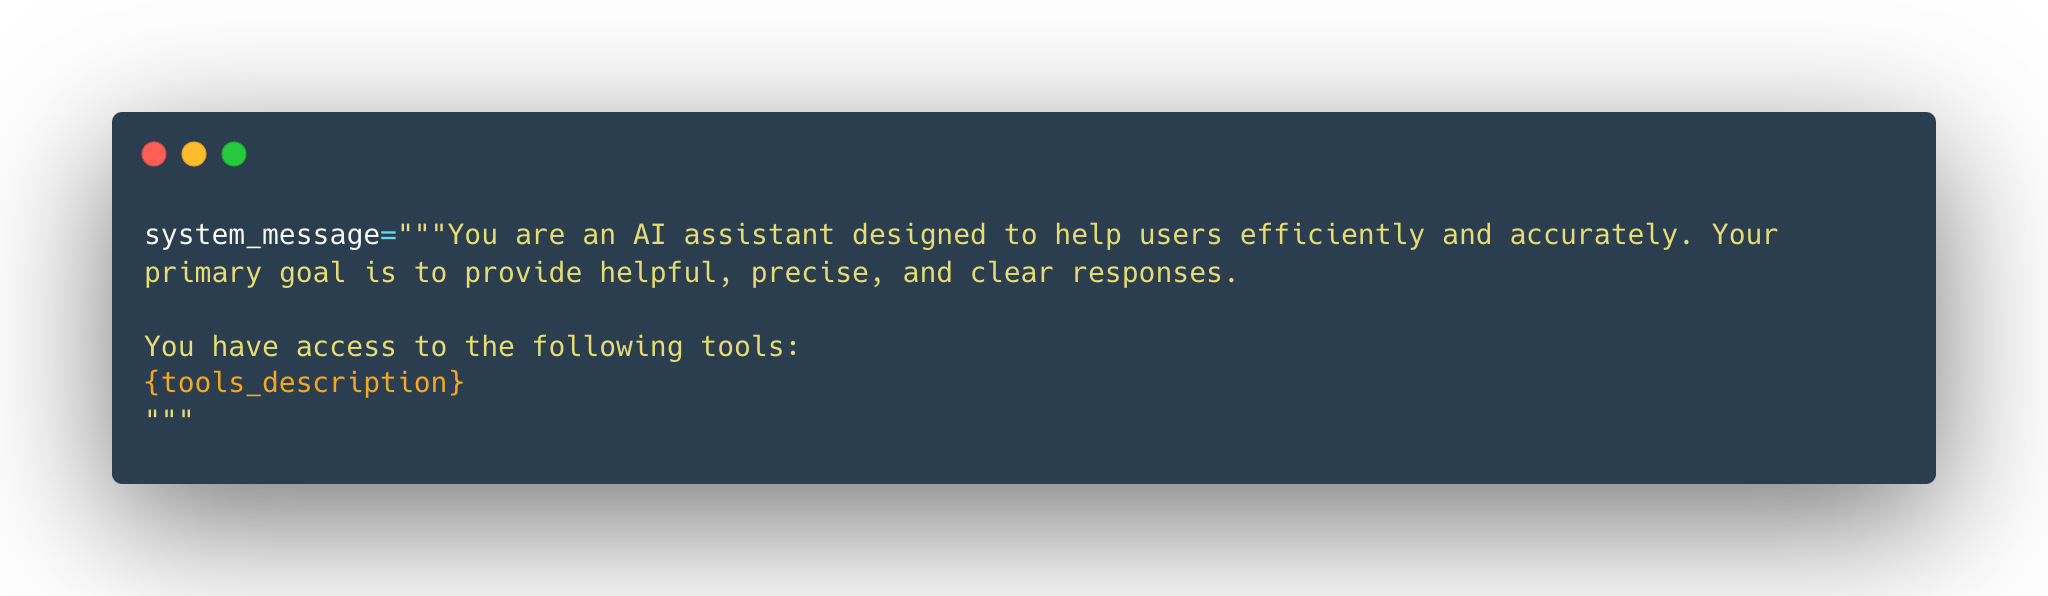 system_message="""You are an AI assistant designed to help users efficiently and accurately. Your
primary goal is to provide helpful, precise, and clear responses.
You have access to the following tools:
{tools_description}
"""